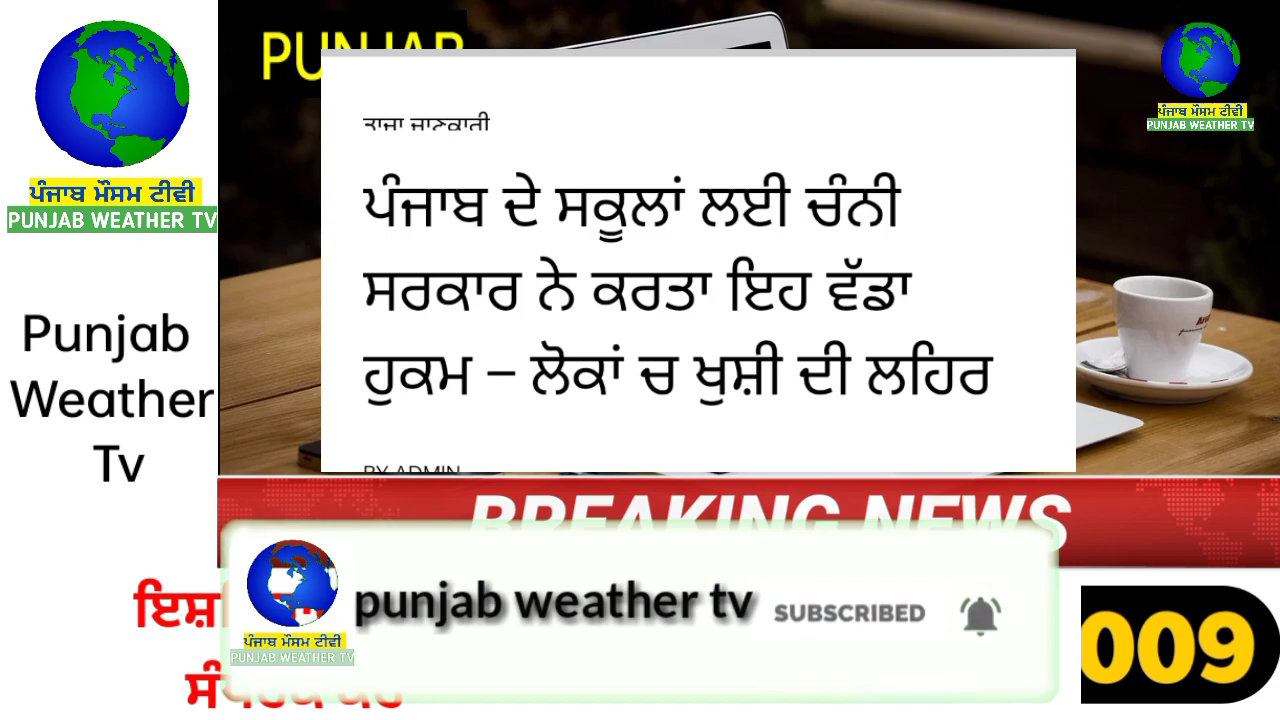 ਪੰਜਾਬ ਮੌਸਮ ਟੀਵੀ
PUNJAB WEATHER TV
Punjab
Weather
Tv
PUNJAB
ਤਾਜ਼ਾ ਜਾਣਕਾਰੀ
ਪੰਜਾਬ ਦੇ ਸਕੂਲਾਂ ਲਈ ਚੰਨੀ
ਸਰਕਾਰ ਨੇ ਕਰਤਾ ਇਹ ਵੱਡਾ
ਹੁਕਮ – ਲੋਕਾਂ ਚ ਖੁਸ਼ੀ ਦੀ ਲਹਿਰ
BY ADMIN
ਪੰਜਾਬ ਮੌਸਮ ਟੀਵੀ
PUNJAB WEATHER TV
BREAKING NEWS
ਪੰਜਾਬ ਮੌਸਮ ਟੀਵੀ
PUNJAB WEATHER TV
punjab weather tv SUBSCRIBED
009